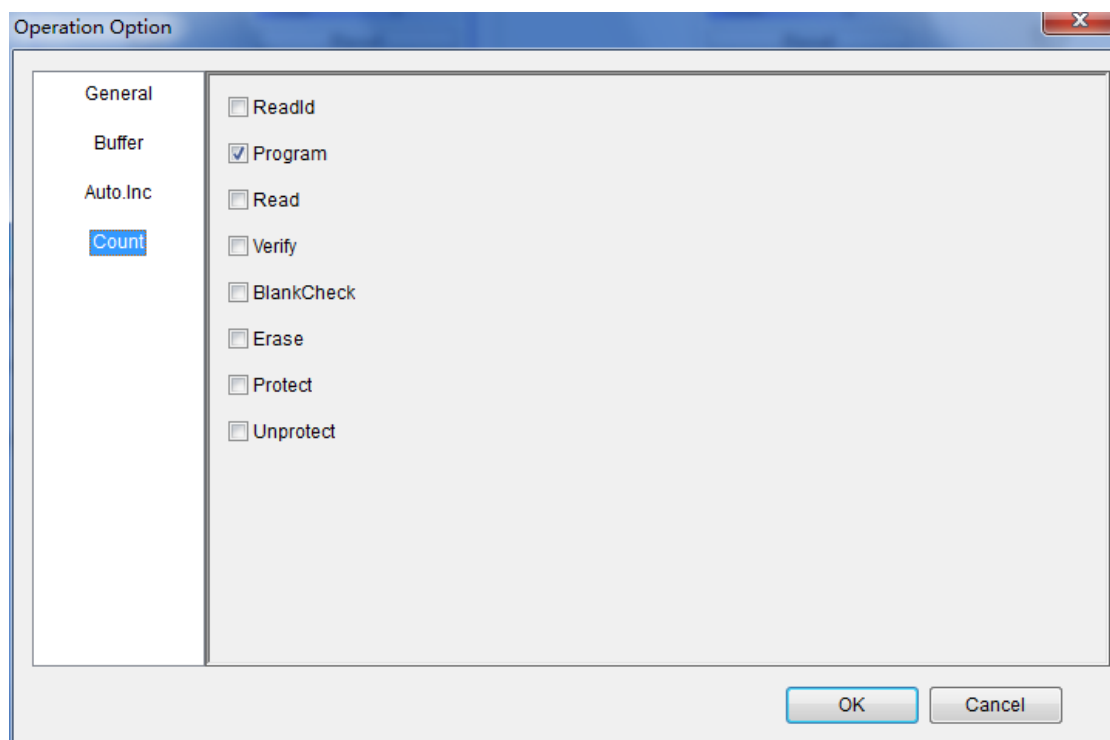 Operation Option
General
Buffer
Auto.Inc
Count
ReadId
Program
Read
Verify
BlankCheck
Erase
Protect
Unprotect
OK
Cancel